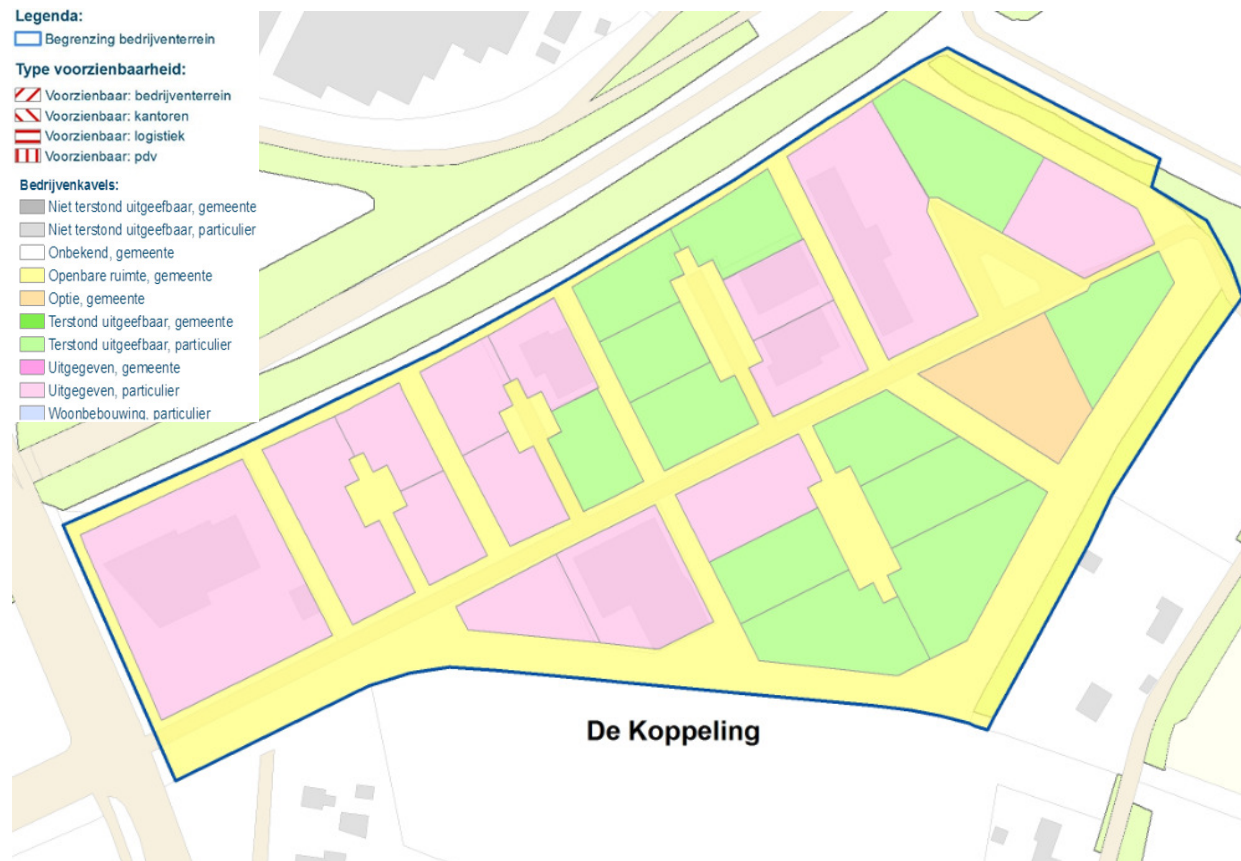 Legenda:
Begrenzing bedrijventerrein
Type voorzienbaarheid:
Voorzienbaar: bedrijventerrein
Voorzienbaar: kantoren
Voorzienbaar: logistiek
Voorzienbaar: pdv
Bedrijvenkavels:
Niet terstond uitgeefbaar, gemeente
Niet terstond uitgeefbaar, particulier
Onbekend, gemeente
Openbare ruimte, gemeente
Optie, gemeente
Terstond uitgeefbaar, gemeente
Terstond uitgeefbaar, particulier
Uitgegeven, gemeente
Uitgegeven, particulier
Woonbebouwing, particulier
De Koppeling